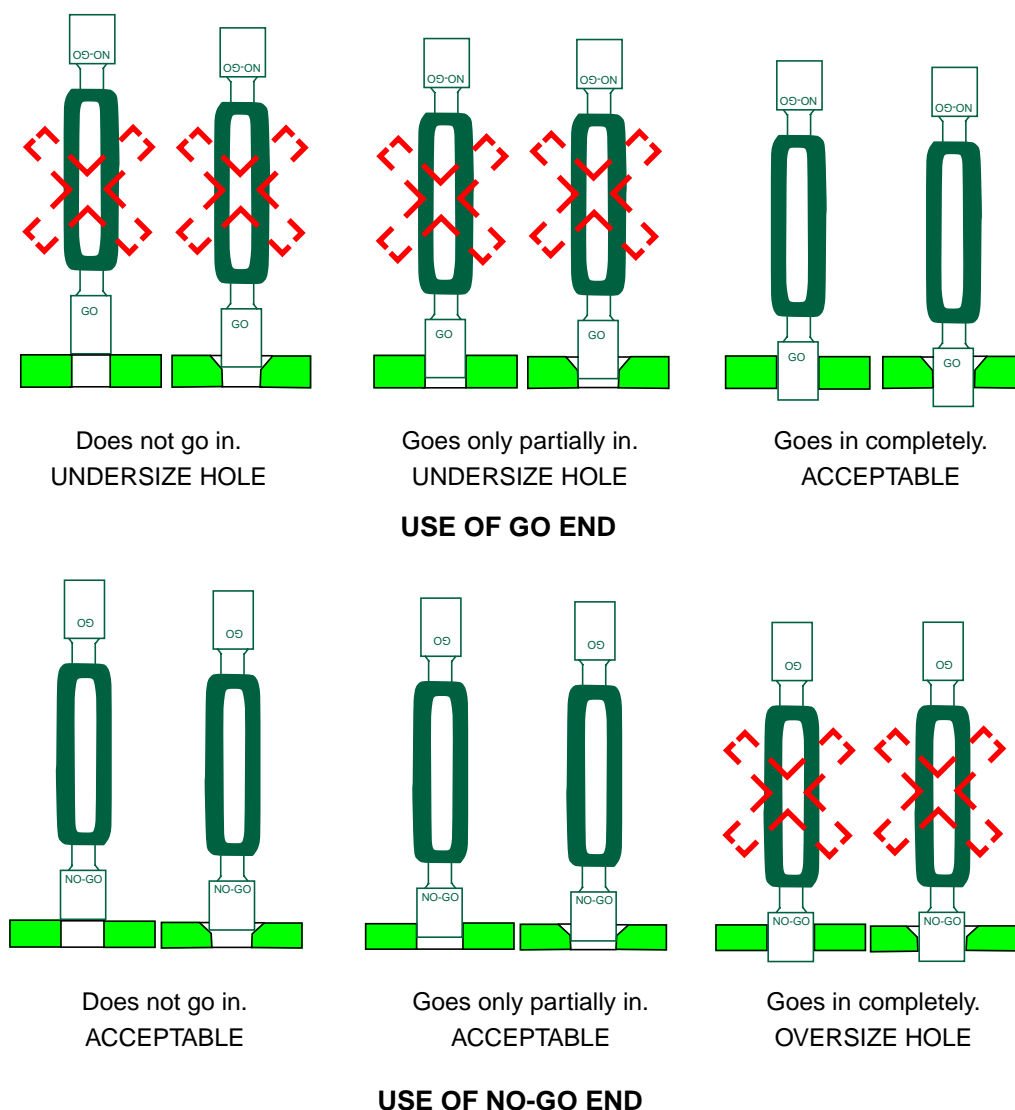 NO-GO NO-GO NO-GO NO-GO NO-GO NO-GO
GO GO GO GO GO GO
Does not go in. Goes only partially in. Goes in completely.
UNDERSIZE HOLE UNDERSIZE HOLE ACCEPTABLE
USE OF GO END
GO GO GO GO GO GO
NO-GO NO-GO NO-GO NO-GO NO-GO NO-GO
Does not go in. Goes only partially in. Goes in completely.
ACCEPTABLE ACCEPTABLE OVERSIZE HOLE
USE OF NO-GO END